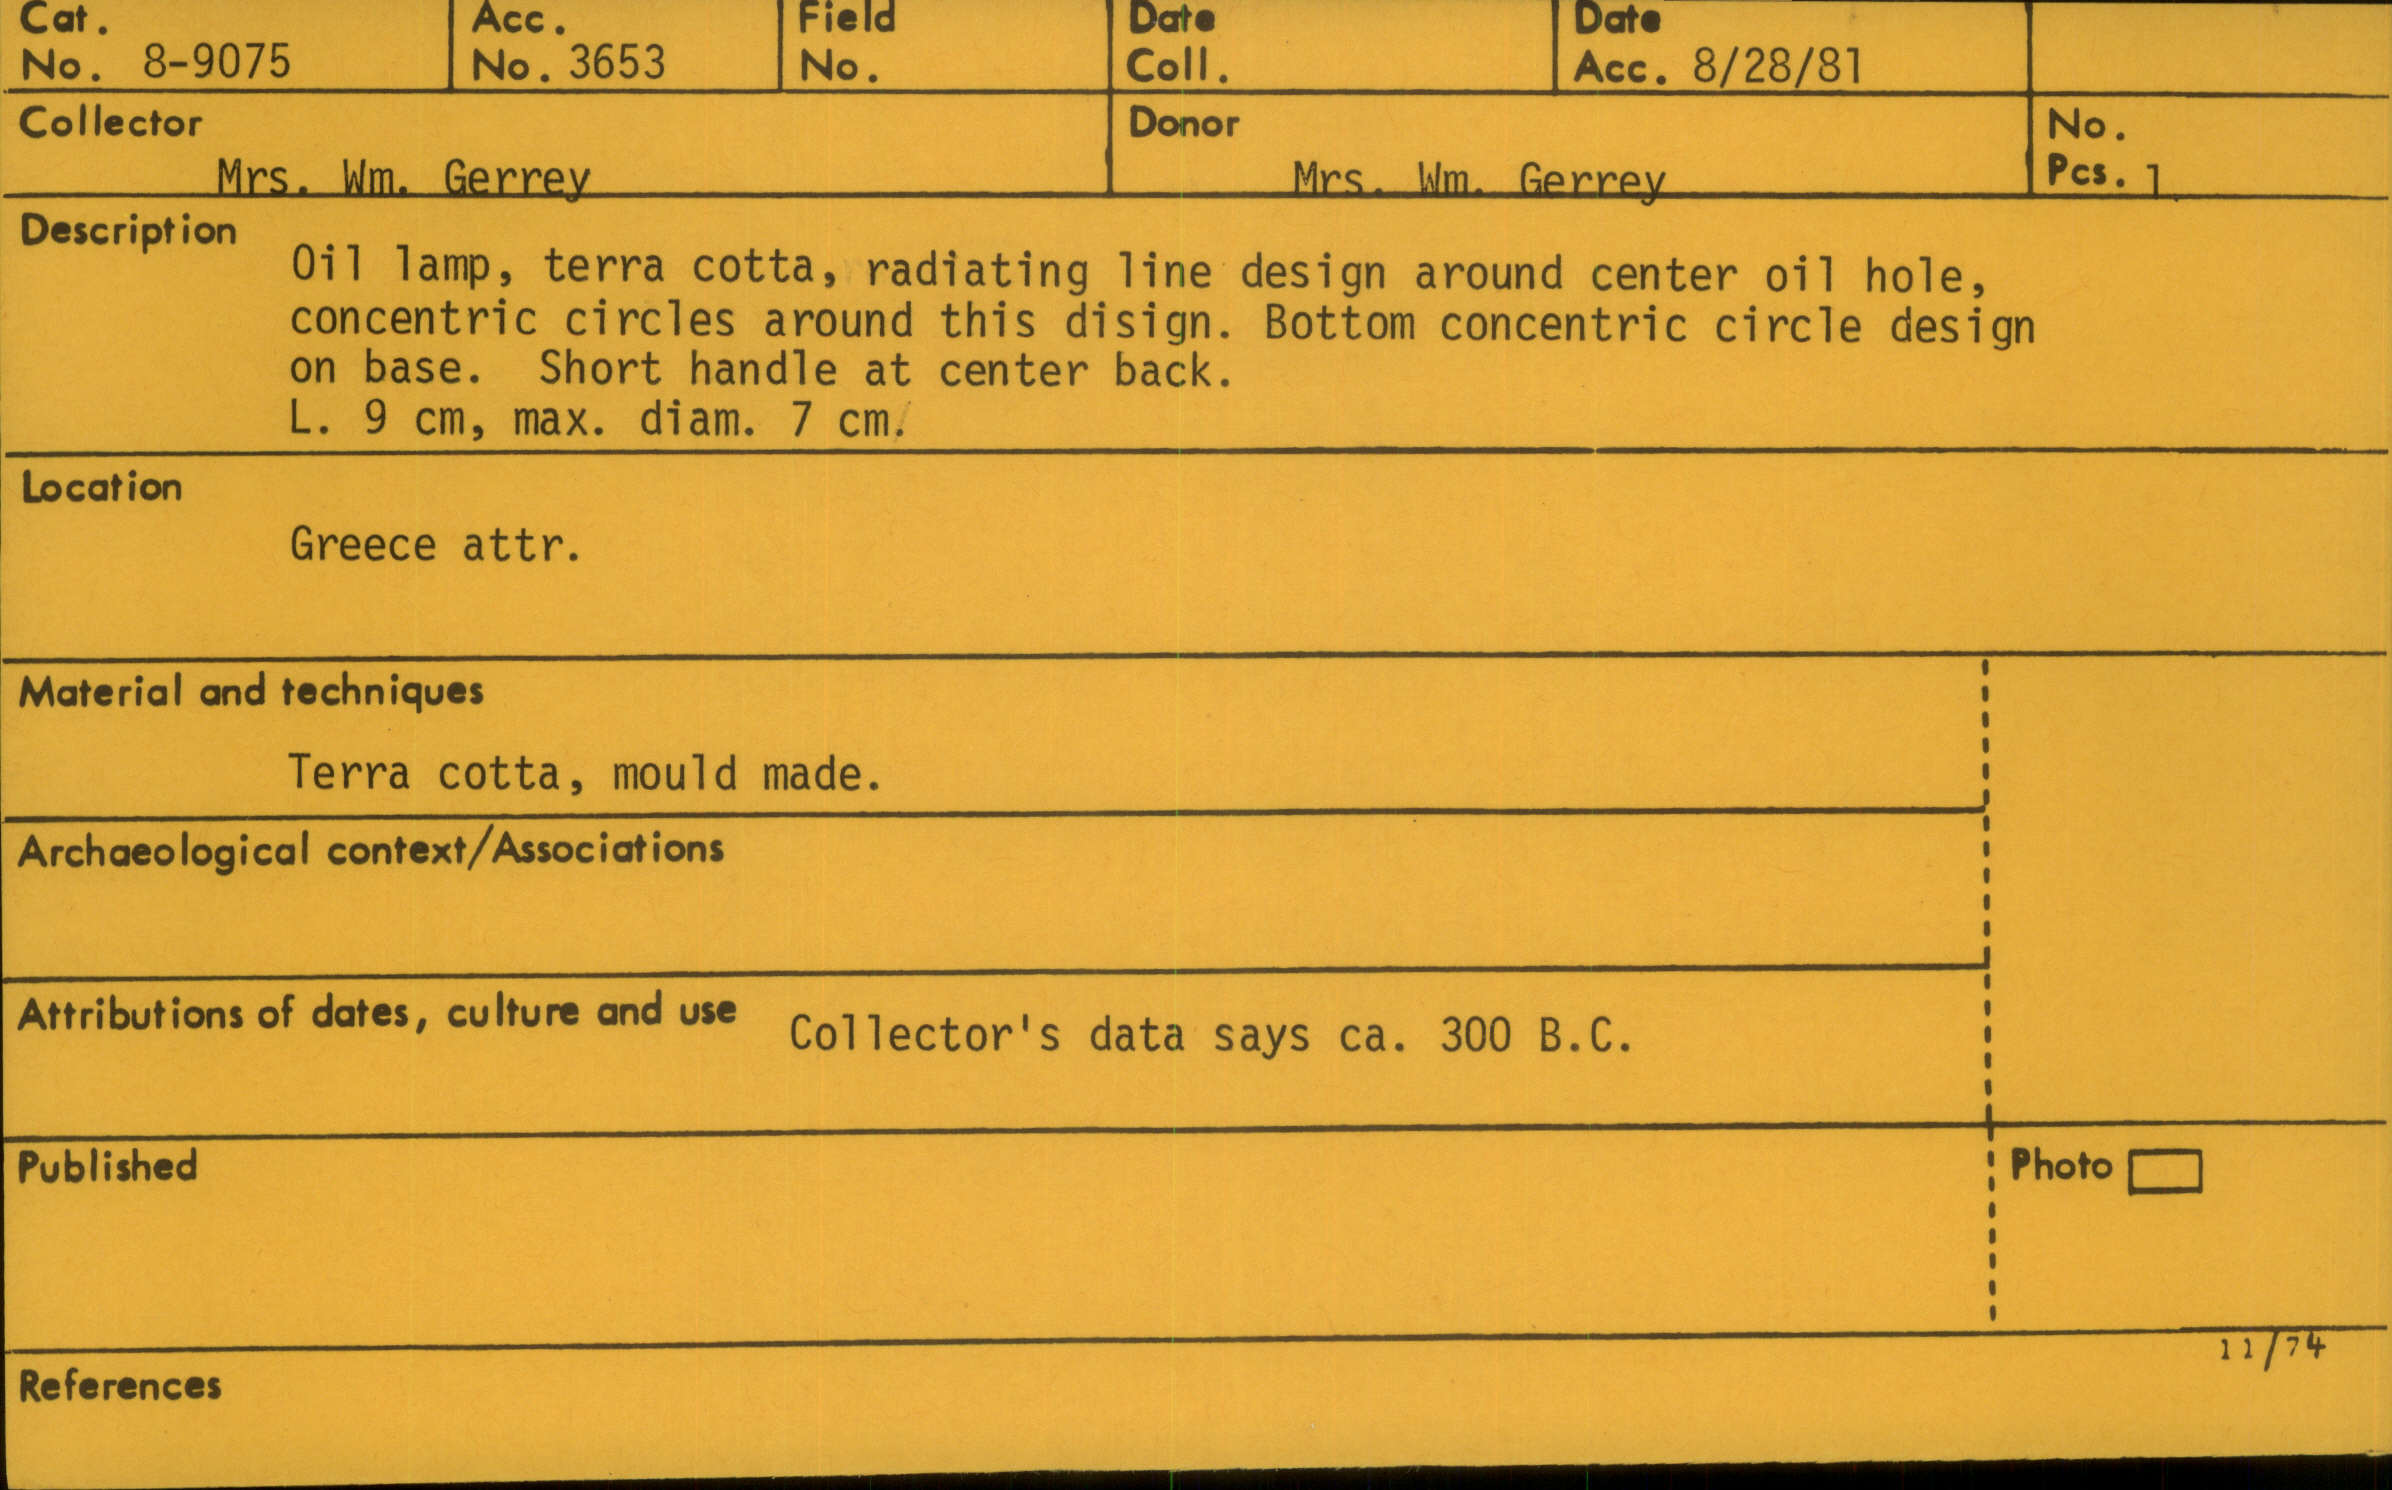 Cat. No. 8-9075
Acc. No. 3653
Field No.
Date Coll.
Date Acc. 8/28/81
Collector
Mrs. Wm. Gerrey
Donor
Mrs. Wm. Gerrey
No. Pcs. 1
Description
Oil lamp, terra cotta, radiating line design around center oil hole,
concentric circles around this disign. Bottom concentric circle design
on base. Short handle at center back.
L. 9 cm, max. diam. 7 cm.
Location
Greece attr.
Material and techniques
Terra cotta, mould made.
Archaeological context/Associations
Attributions of dates, culture and use Collector's data says ca. 300 B.C.
Published
Photo
11/74
References